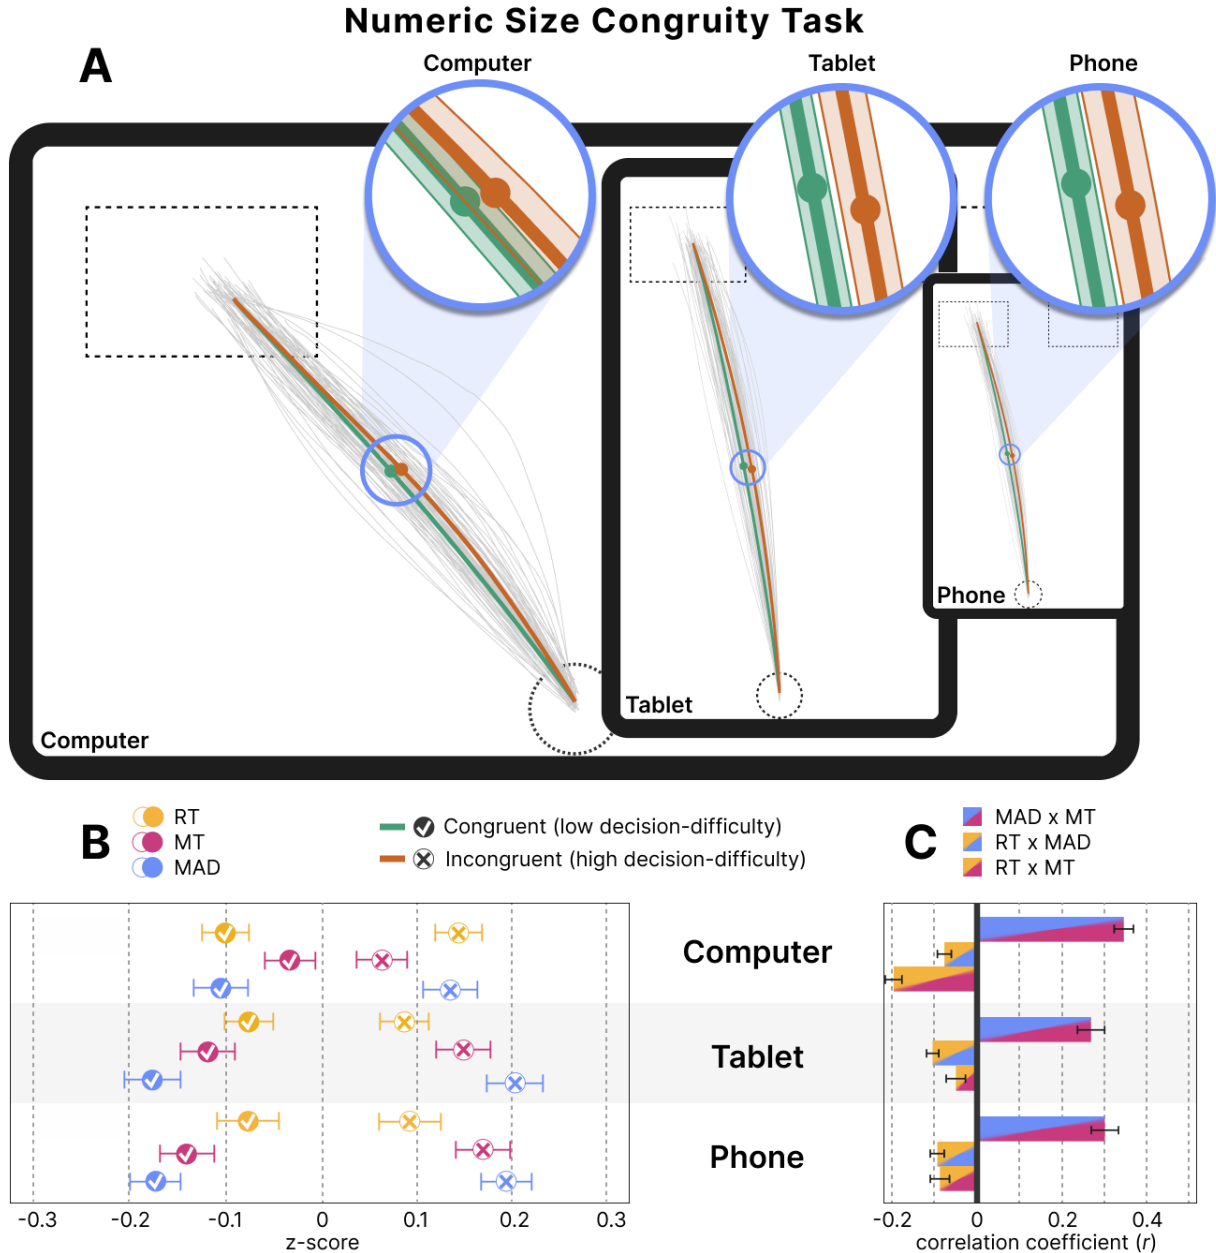 Numeric Size Congruity Task
A
Computer
Tablet
Phone
Phone
Tablet
Computer
B
RT
MT
MAD
Congruent (low decision-difficulty)
Incongruent (high decision-difficulty)
C
MAD x MT
RT x MAD
RT x MT
Computer
Tablet
Phone
-0.3 -0.2 -0.1 0 0.1 0.2 0.3
z-score
-0.2 0 0.2 0.4
correlation coefficient (r)